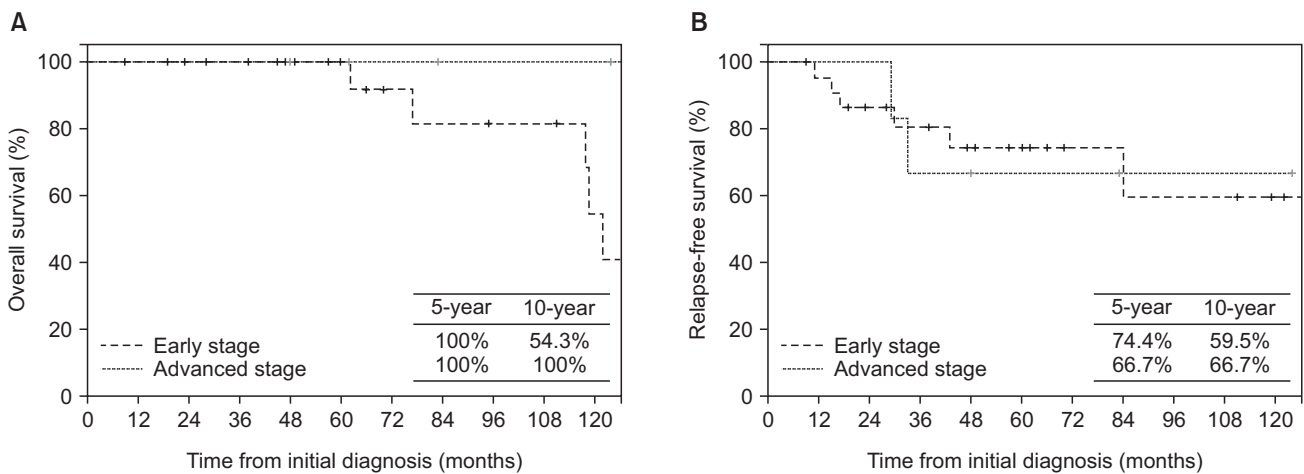 A
Overall survival (%)
100
80
60
40
20
0
5-year 10-year
Early stage 100% 54.3%
Advanced stage 100% 100%
0 12 24 36 48 60 72 84 96 108 120
Time from initial diagnosis (months)
B
Relapse-free survival (%)
100
80
60
40
20
0
5-year 10-year
Early stage 74.4% 59.5%
Advanced stage 66.7% 66.7%
0 12 24 36 48 60 72 84 96 108 120
Time from initial diagnosis (months)